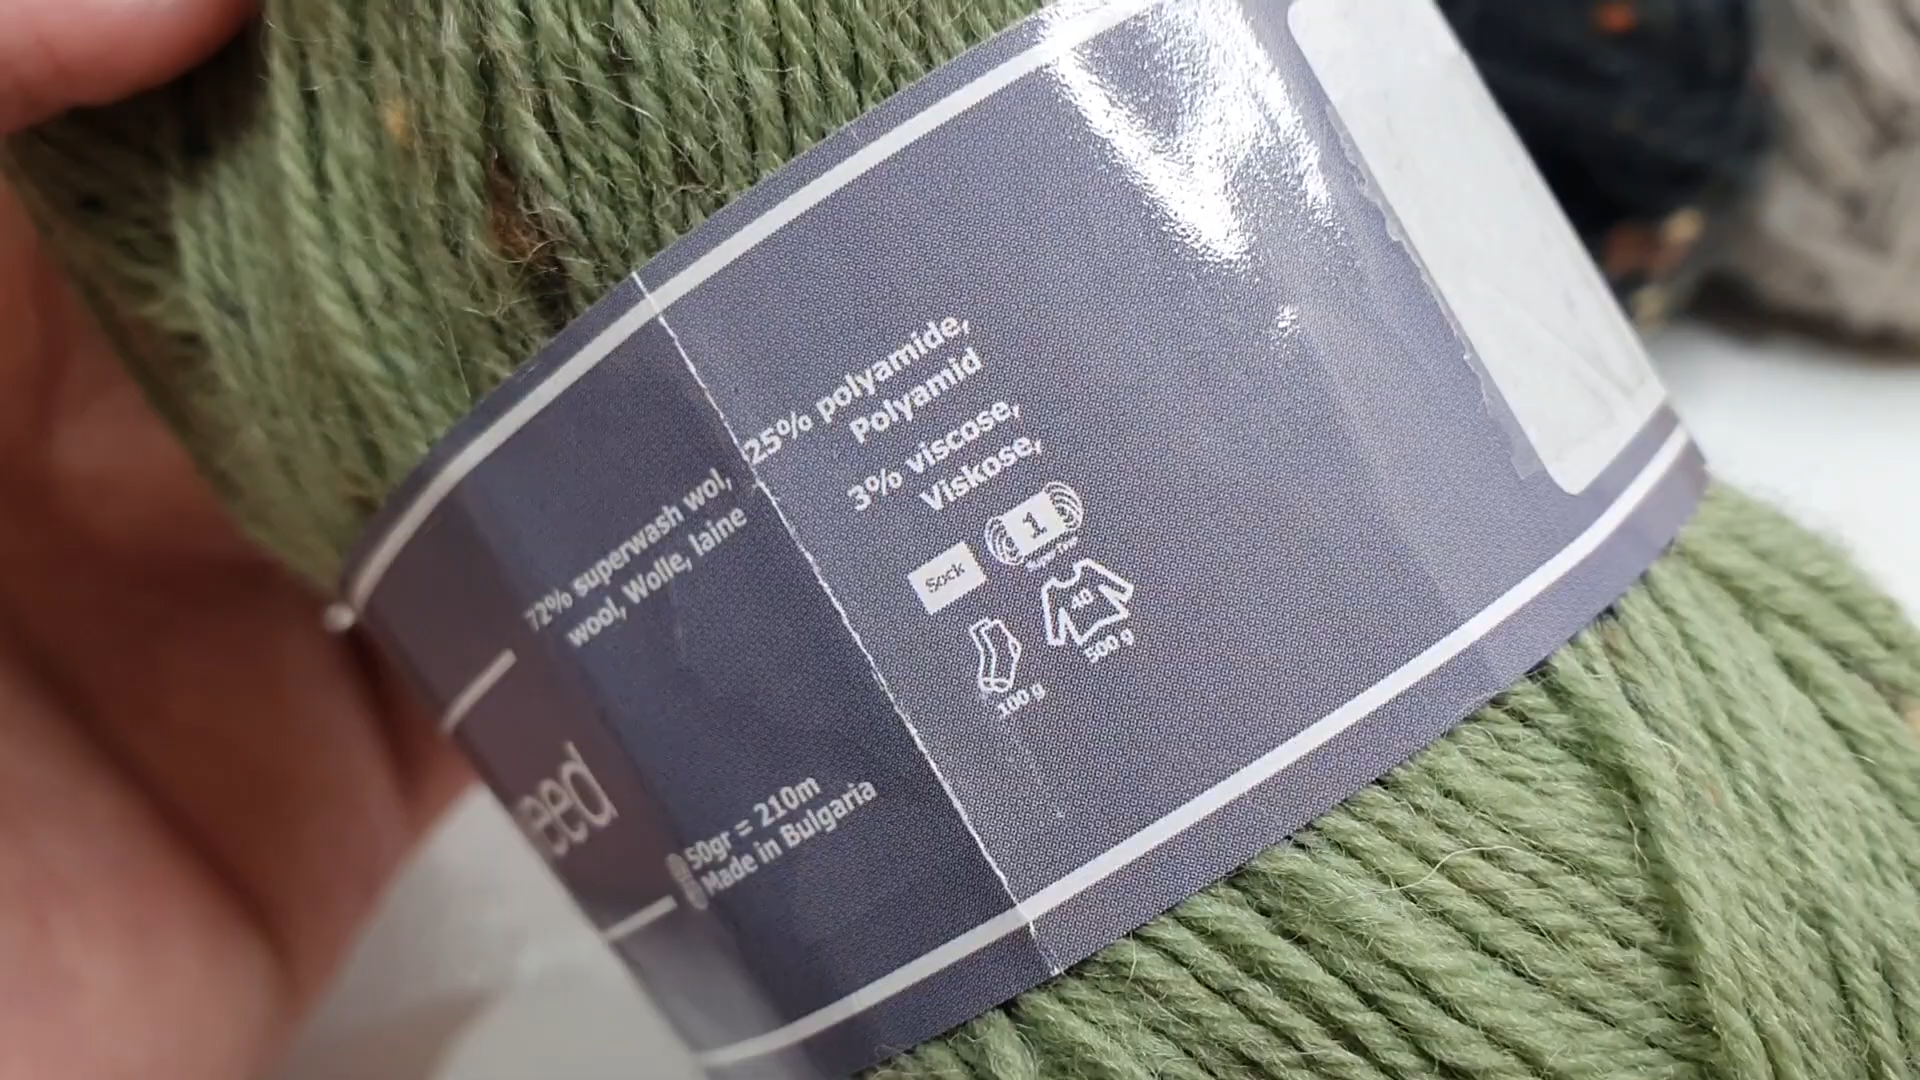 72% superwash wol,
wool, Wolle, laine
25% polyamide,
Polyamid
3% viscose,
Viskose,
Sock
1
40
500 g
100 g
eed
50gr = 210m
Made in Bulgaria